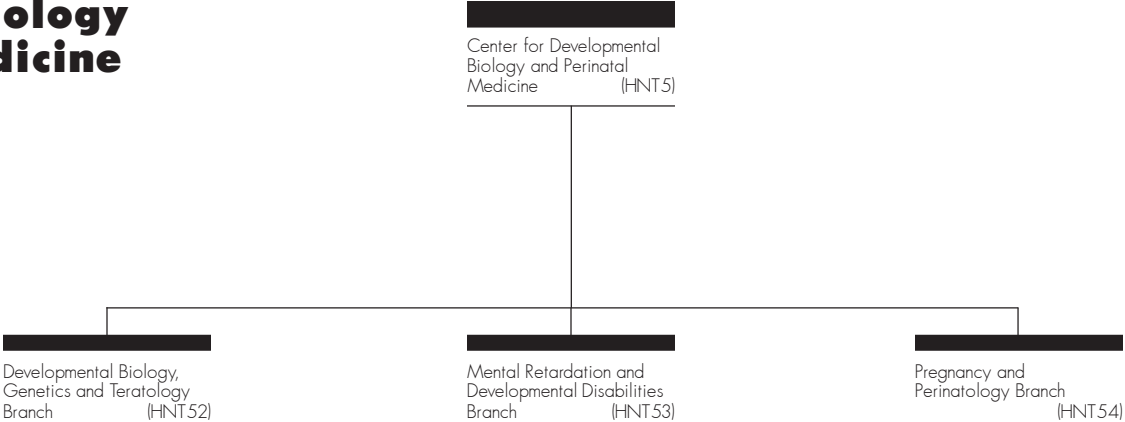 ology
dicine
Center for Developmental
Biology and Perinatal
Medicine (HNT5)
Developmental Biology,
Genetics and Teratology
Branch (HNT52)
Mental Retardation and
Developmental Disabilities
Branch (HNT53)
Pregnancy and
Perinatology Branch
(HNT54)